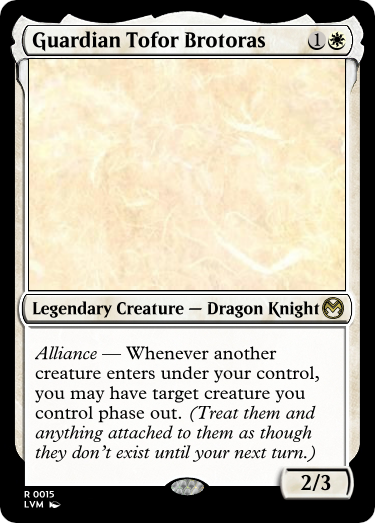 Guardian Tofor Brotoras 1
Legendary Creature — Dragon Knight
Alliance — Whenever another
creature enters under your control,
you may have target creature you
control phase out. (Treat them and
anything attached to them as though
they don't exist until your next turn.)
2/3
R 0015
LVM